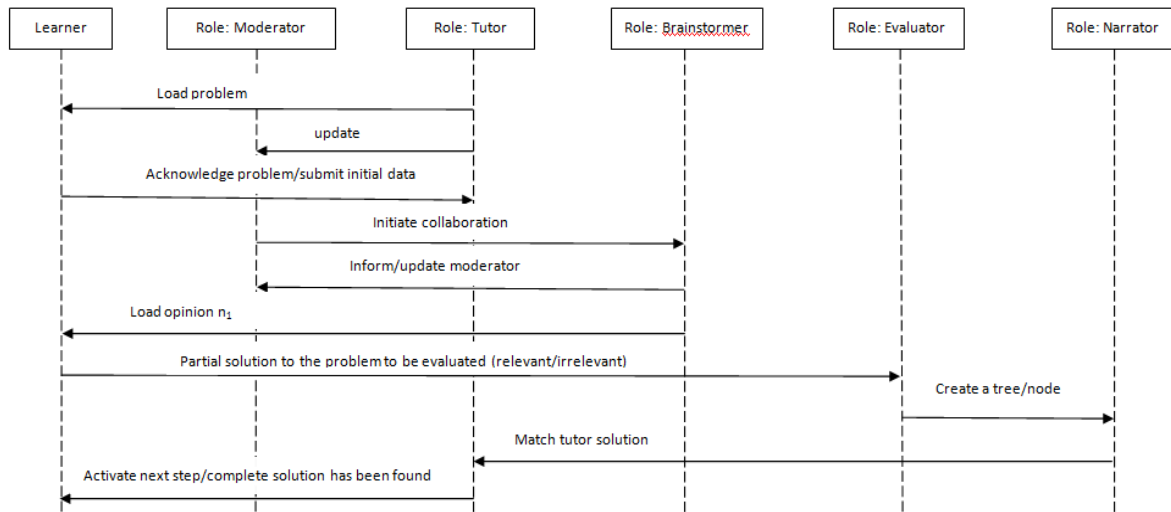 Learner
Role: Moderator
Role: Tutor
Role: Brainstormer
Role: Evaluator
Role: Narrator
Load problem
update
Acknowledge problem/submit initial data
Initiate collaboration
Inform/update moderator
Load opinion n₁
Partial solution to the problem to be evaluated (relevant/irrelevant)
Create a tree/node
Match tutor solution
Activate next step/complete solution has been found